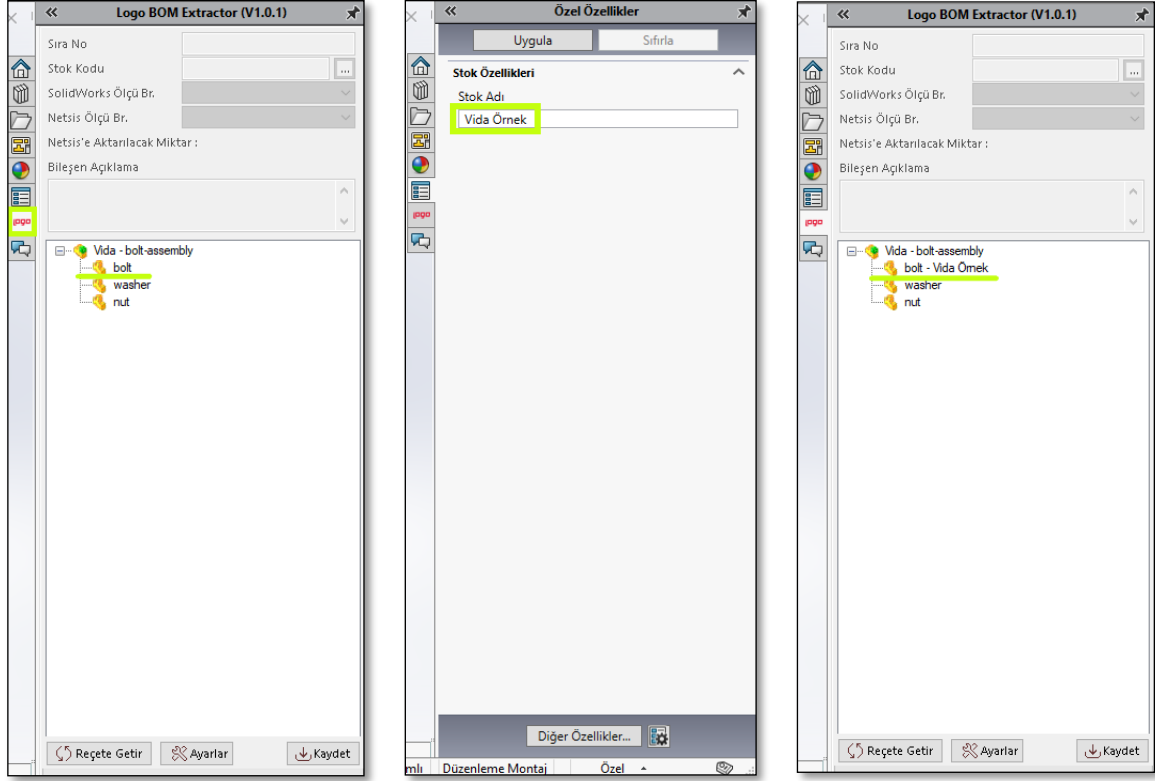 Logo BOM Extractor (V1.0.1)
Sıra No
Stok Kodu
...
SolidWorks Ölçü Br.
Netsis Ölçü Br.
Netsis'e Aktarılacak Miktar :
Bileşen Açıklama
logo
Vida - bolt-assembly
bolt
washer
nut
Reçete Getir
Ayarlar
Kaydet
Özel Özellikler
Uygula
Sıfırla
Stok Özellikleri
Stok Adı
Vida Örnek
logo
Diğer Özellikler...
mlı
Düzenleme Montaj
Özel
Logo BOM Extractor (V1.0.1)
Sıra No
Stok Kodu
...
SolidWorks Ölçü Br.
Netsis Ölçü Br.
Netsis'e Aktarılacak Miktar :
Bileşen Açıklama
logo
Vida - bolt-assembly
bolt - Vida Örnek
washer
nut
Reçete Getir
Ayarlar
Kaydet